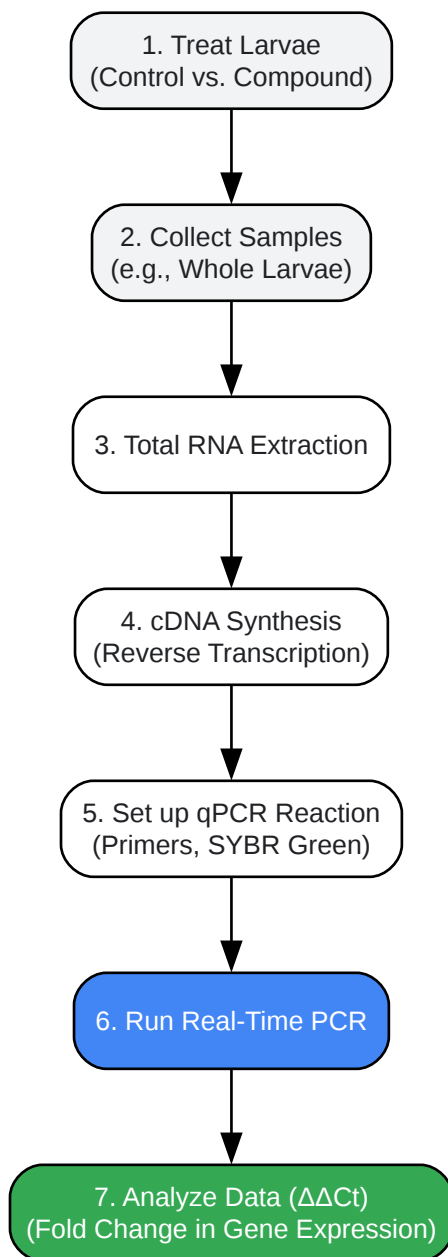 1. Treat Larvae
(Control vs. Compound)
2. Collect Samples
(e.g., Whole Larvae)
3. Total RNA Extraction
4. cDNA Synthesis
(Reverse Transcription)
5. Set up qPCR Reaction
(Primers, SYBR Green)
6. Run Real-Time PCR
7. Analyze Data (ΔΔCt)
(Fold Change in Gene Expression)